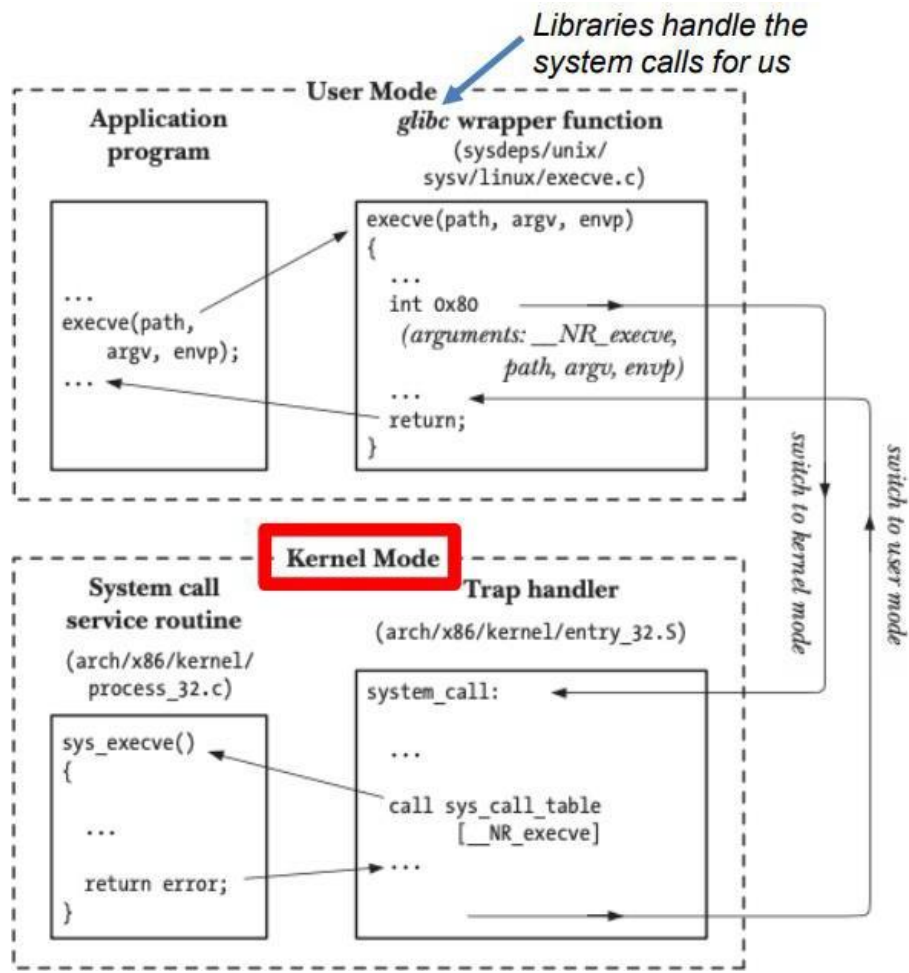 Libraries handle the
system calls for us
User Mode
Application
program
glibc wrapper function
(sysdeps/unix/
sysv/linux/execve.c)
...
execve(path,
argv, envp);
...
execve(path, argv, envp)
{
...
int 0x80
(arguments: __NR_execve,
path, argv, envp)
...
return;
}
switch to kernel mode
switch to user mode
Kernel Mode
System call
service routine
(arch/x86/kernel/
process_32.c)
Trap handler
(arch/x86/kernel/entry_32.S)
sys_execve()
{
...
return error;
}
system_call:
...
call sys_call_table
[__NR_execve]
...